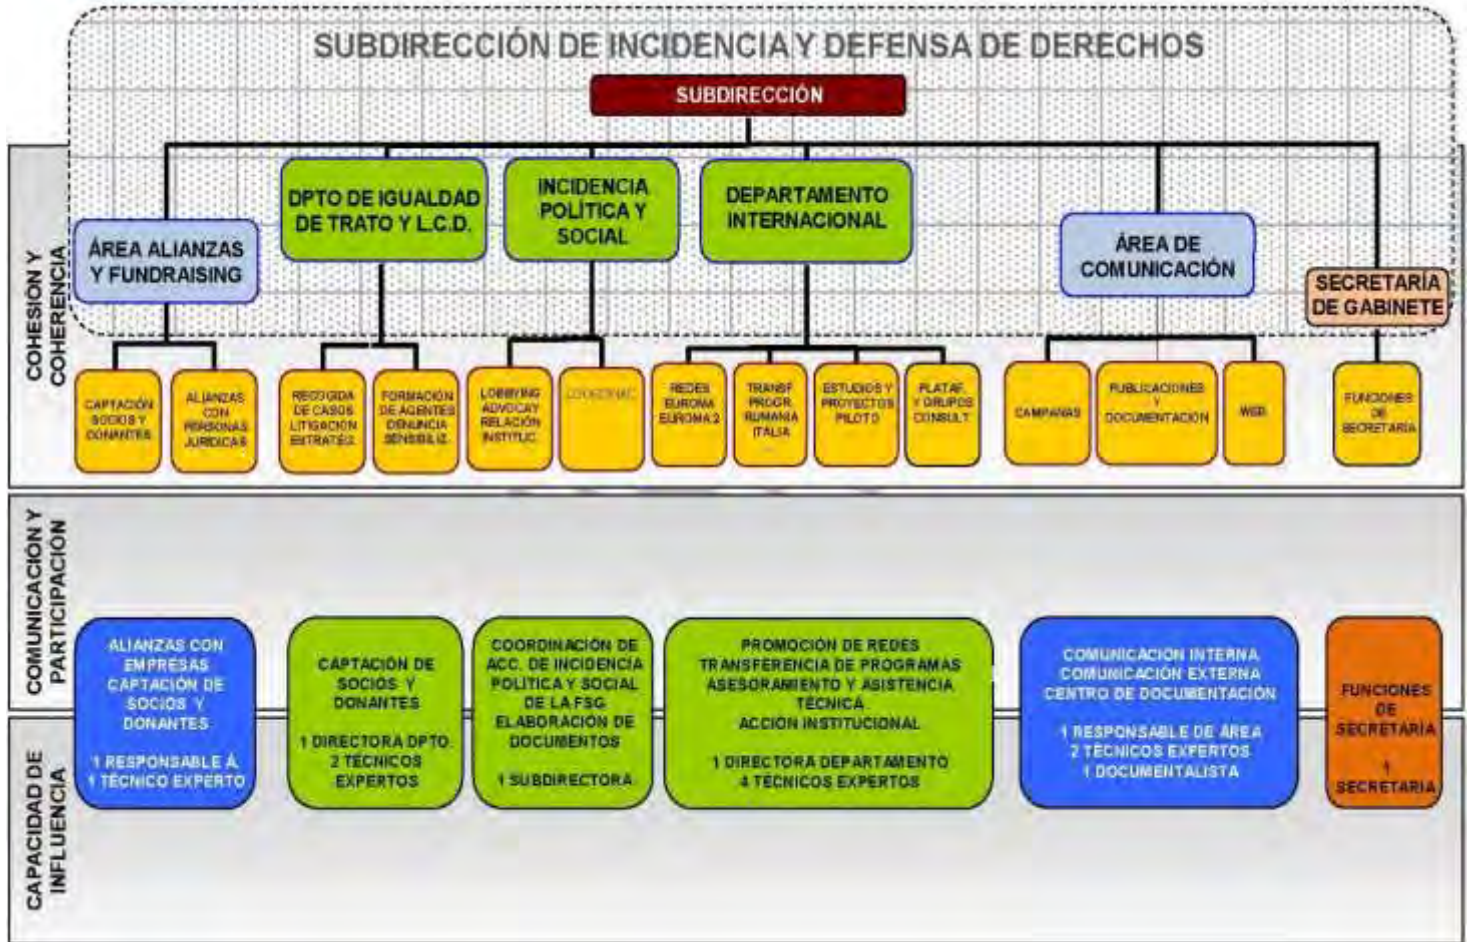 SUBDIRECCIÓN DE INCIDENCIA Y DEFENSA DE DERECHOS
SUBDIRECCIÓN
COHESIÓN Y
COHERENCIA
ÁREA ALIANZAS
Y FUNDRAISING
DPTO DE IGUALDAD
DE TRATO Y L.C.D.
INCIDENCIA
POLÍTICA Y
SOCIAL
DEPARTAMENTO
INTERNACIONAL
ÁREA DE
COMUNICACIÓN
SECRETARÍA
DE GABINETE
CAPTACIÓN
SOCIOS Y
DONANTES
ALIANZAS
CON
PERSONAS
JURÍDICAS
RECOGIDA
DE CASOS
LITIGACIÓN
ESTRATÉG.
FORMACIÓN
DE AGENTES
DENUNCIA
SENSIBILIZ.
LOBBYING
ADVOCAY
RELACIÓN
INSTITUC.
REDES
EUROMA
EUROMA 2
TRANSF
PROGR.
RUMANIA
ITALIA
...
ESTUDIOS Y
PROYECTOS
PILOTO
PLATAF.
Y GRUPOS
CONSULT.
CAMPAÑAS
PUBLICACIONES
Y
DOCUMENTACIÓN
WEB
FUNCIONES
DE
SECRETARÍA
COMUNICACIÓN Y
PARTICIPACIÓN
CAPACIDAD DE
INFLUENCIA
ALIANZAS CON
EMPRESAS
CAPTACIÓN DE
SOCIOS Y
DONANTES
1 RESPONSABLE Á.
1 TÉCNICO EXPERTO
CAPTACIÓN DE
SOCIOS Y
DONANTES
1 DIRECTORA DPTO.
2 TÉCNICOS
EXPERTOS
COORDINACIÓN DE
ACC. DE INCIDENCIA
POLÍTICA Y SOCIAL
DE LA FSG
ELABORACIÓN DE
DOCUMENTOS
1 SUBDIRECTORA
PROMOCIÓN DE REDES
TRANSFERENCIA DE PROGRAMAS
ASESORAMIENTO Y ASISTENCIA
TÉCNICA
ACCIÓN INSTITUCIONAL
1 DIRECTORA DEPARTAMENTO
4 TÉCNICOS EXPERTOS
COMUNICACIÓN INTERNA
COMUNICACIÓN EXTERNA
CENTRO DE DOCUMENTACIÓN
1 RESPONSABLE DE ÁREA
2 TÉCNICOS EXPERTOS
1 DOCUMENTALISTA
FUNCIONES
DE
SECRETARÍA
1
SECRETARIA